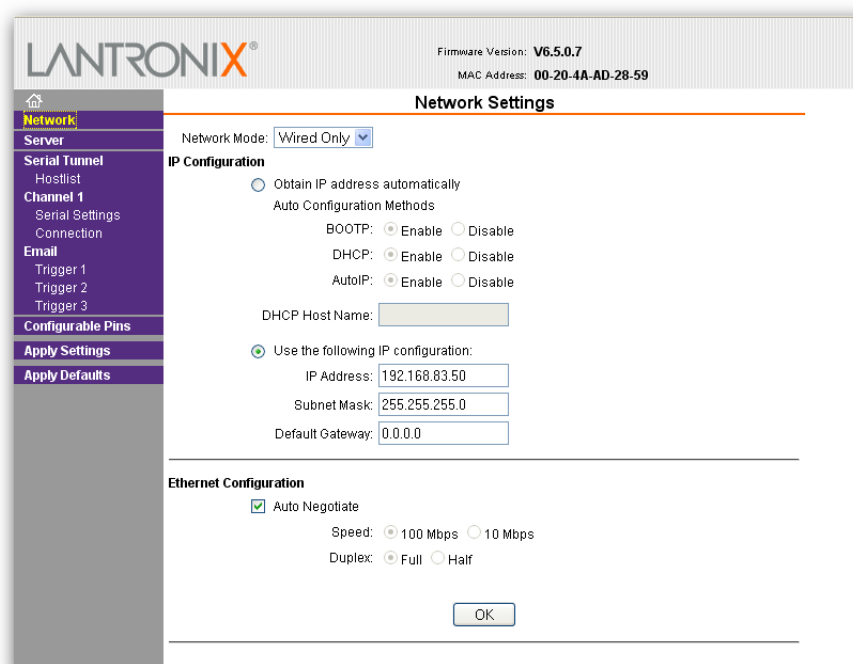 LANTRONIX®
Firmware Version: V6.5.0.7
MAC Address: 00-20-4A-AD-28-59
Network
Server
Serial Tunnel
Hostlist
Channel 1
Serial Settings
Connection
Email
Trigger 1
Trigger 2
Trigger 3
Configurable Pins
Apply Settings
Apply Defaults
Network Settings
Network Mode: Wired Only
IP Configuration
Obtain IP address automatically
Auto Configuration Methods
BOOTP: Enable Disable
DHCP: Enable Disable
AutoIP: Enable Disable
DHCP Host Name:
Use the following IP configuration:
IP Address: 192.168.83.50
Subnet Mask: 255.255.255.0
Default Gateway: 0.0.0.0
Ethernet Configuration
Auto Negotiate
Speed: 100 Mbps 10 Mbps
Duplex: Full Half
OK